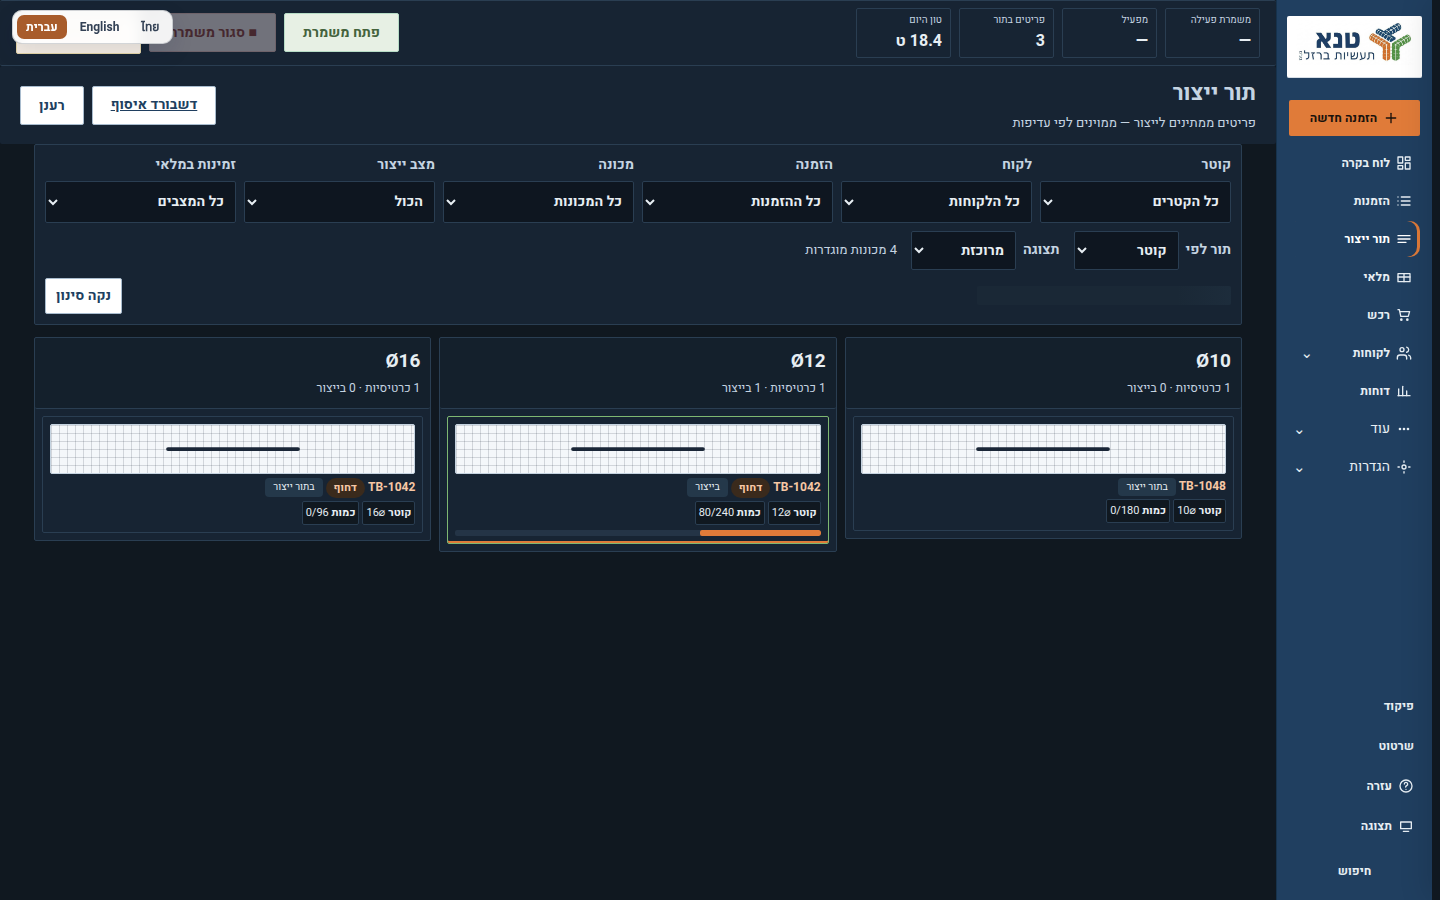 טנא
תעשיות ברזל
הזמנה חדשה
לוח בקרה
הזמנות
תור ייצור
מלאי
רכש
לקוחות
דוחות
עוד
הגדרות
פיקוד
שרטוט
עזרה
תצוגה
חיפוש
משמרת פעילה
—
מפעיל
—
פריטים בתור
3
טון היום
18.4 ט
פתח משמרת
■ סגור משמרת
עברית English ไทย
תור ייצור
פריטים ממתינים לייצור — ממוינים לפי עדיפות
דשבורד איסוף
רענן
קוטר
כל הקטרים
לקוח
כל הלקוחות
הזמנה
כל ההזמנות
מכונה
כל המכונות
מצב ייצור
הכול
זמינות במלאי
כל המצבים
תור לפי
קוטר
תצוגה
מרוכזת
4 מכונות מוגדרות
נקה סינון
Ø10
1 כרטיסיות · 0 בייצור
TB-1048 בתור ייצור
קוטר ⌀10 כמות 0/180
Ø12
1 כרטיסיות · 1 בייצור
TB-1042 דחוף בייצור
קוטר ⌀12 כמות 80/240
Ø16
1 כרטיסיות · 0 בייצור
TB-1042 דחוף בתור ייצור
קוטר ⌀16 כמות 0/96